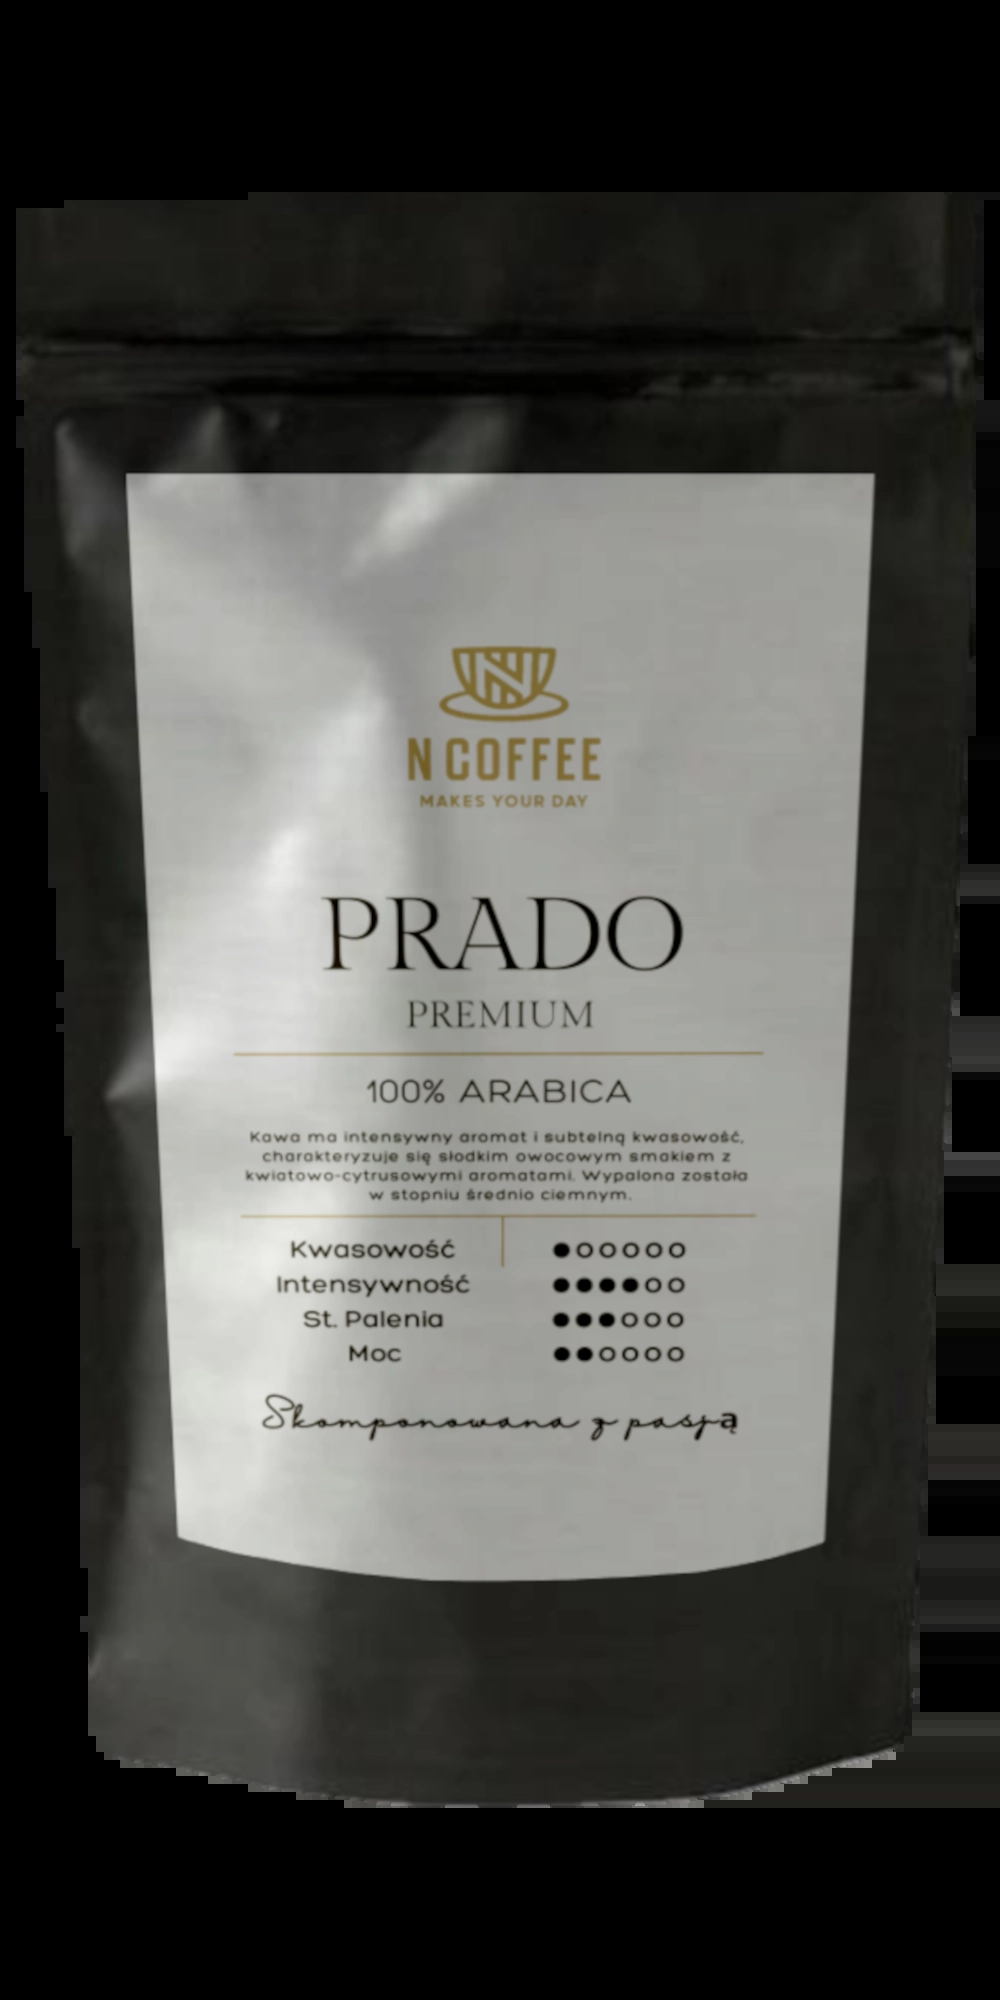 N COFFEE
MAKES YOUR DAY
PRADO
PREMIUM
100% ARABICA
Kawa ma intensywny aromat i subtelną kwasowość,
charakteryzuje się słodkim owocowym smakiem z
kwiatowo-cytrusowymi aromatami. Wypalona została
w stopniu średnio ciemnym.
Kwasowość ●○○○○○
Intensywność ●●●●○○
St. Palenia ●●●○○○
Moc ●●○○○○
Skomponowana z pasją